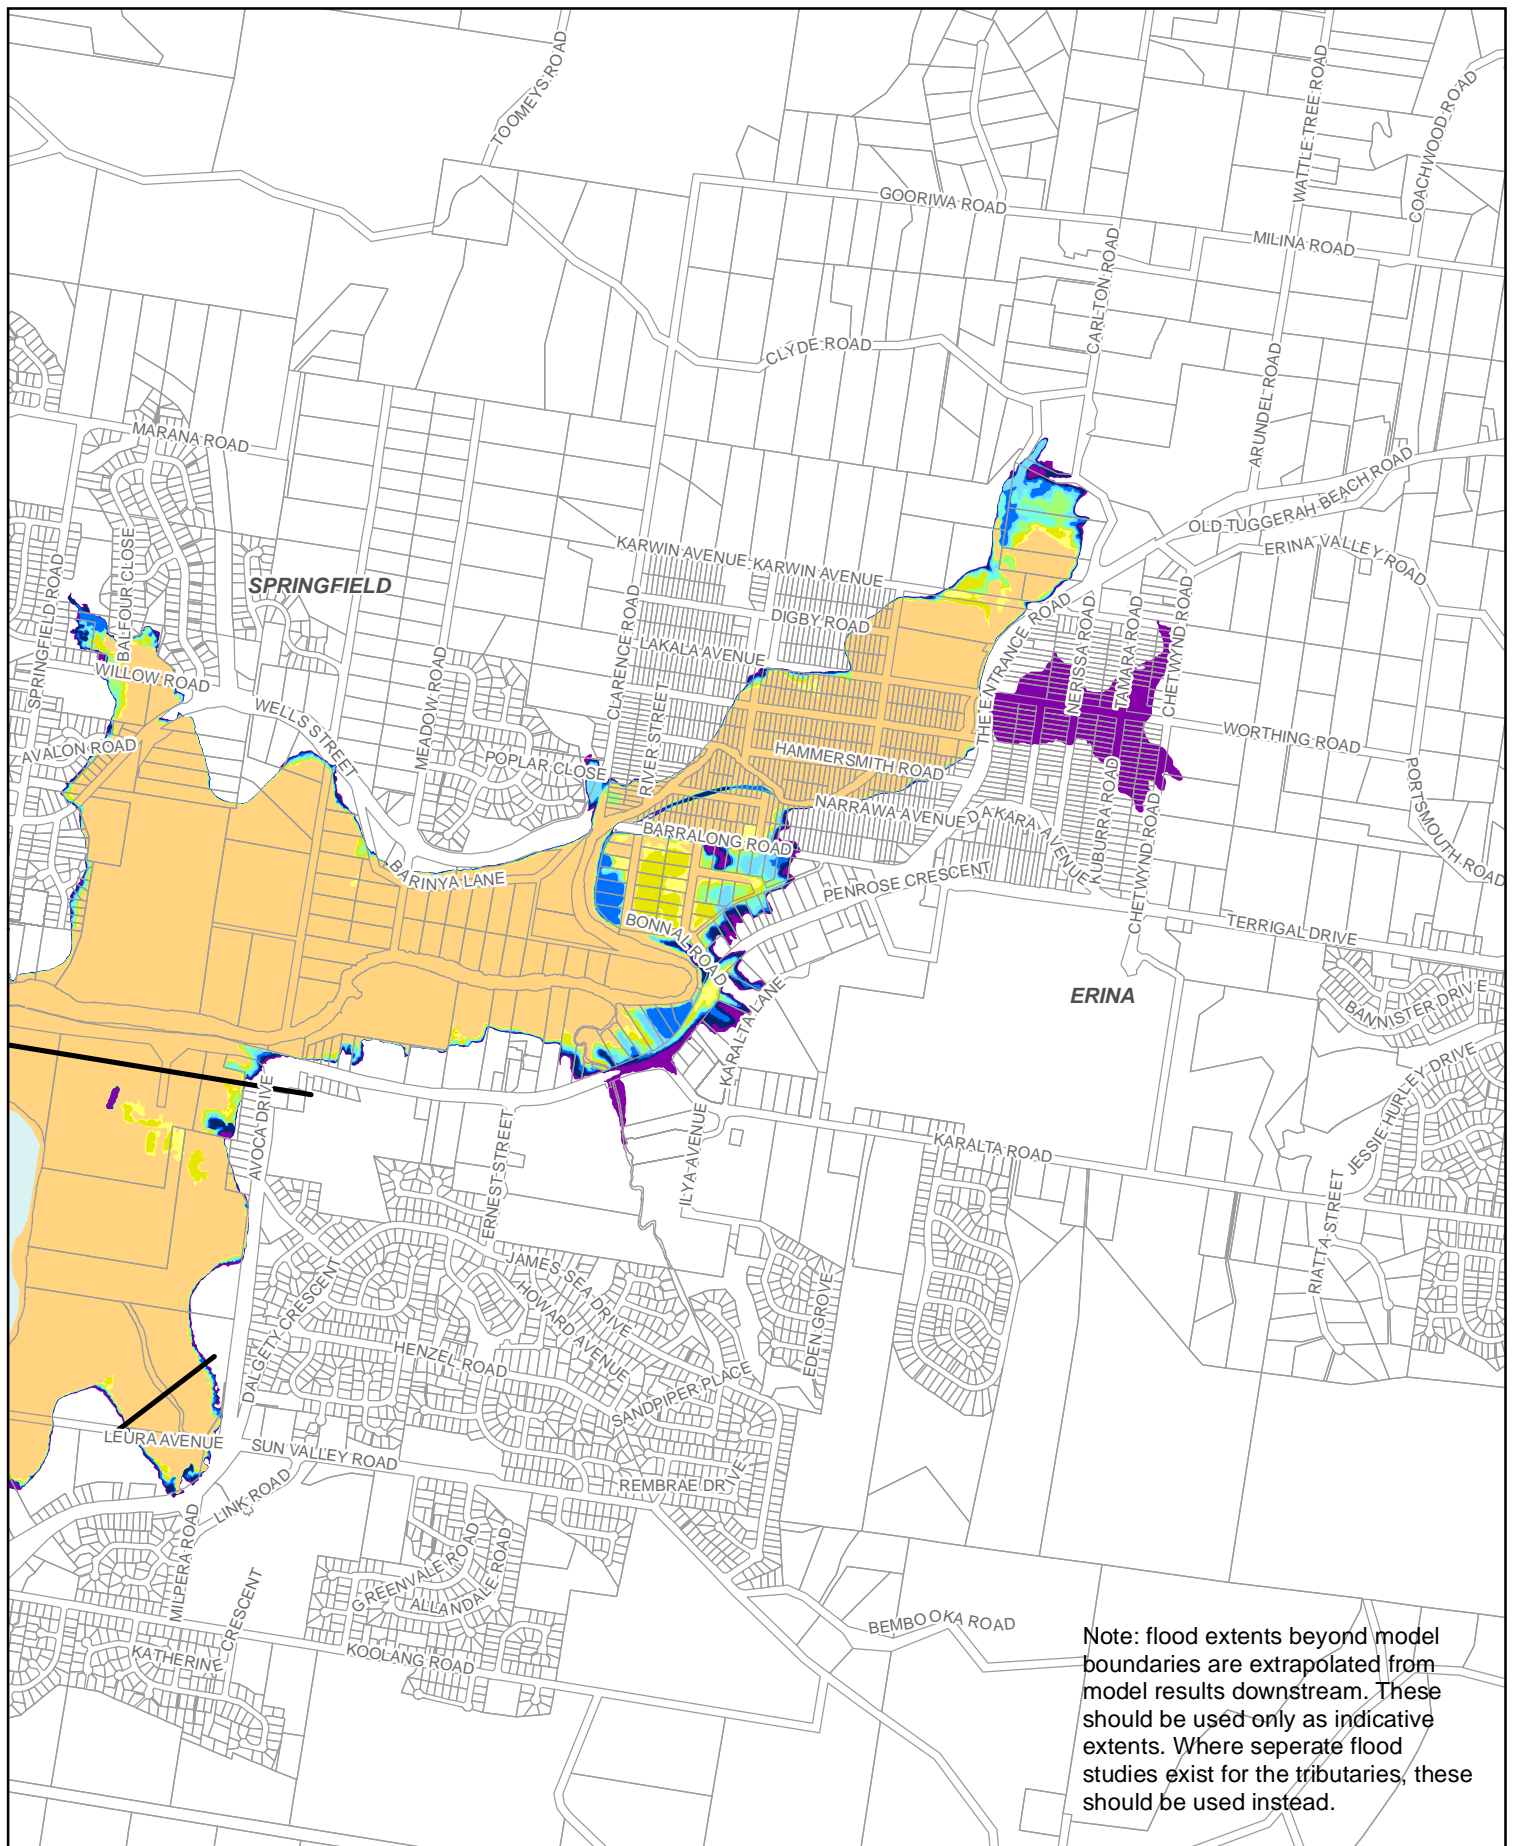 TOOMEYS ROAD
WATTLE TREE ROAD
COACHWOOD ROAD
GOORIWA ROAD
MILINA ROAD
CARLTON ROAD
CLYDE ROAD
ARUNDEL ROAD
MARANA ROAD
OLD TUGGERAH BEACH ROAD
ERINA VALLEY ROAD
KARWIN AVENUE
KARWIN AVENUE
SPRINGFIELD
BALFOUR CLOSE
SPRINGFIELD ROAD
DIGBY ROAD
CLARENCE ROAD
LAKALA AVENUE
THE ENTRANCE ROAD
NERISSA ROAD
TAMARA ROAD
CHETWYND ROAD
WILLOW ROAD
WELLS STREET
MEADOW ROAD
RIVER STREET
AVALON ROAD
POPLAR CLOSE
HAMMERSMITH ROAD
WORTHING ROAD
PORTSMOUTH ROAD
NARRAWA AVENUE
DAKARA AVENUE
KUBURRA ROAD
CHETWYND ROAD
BARRALONG ROAD
BARINYA LANE
PENROSE CRESCENT
BONNAL ROAD
TERRIGAL DRIVE
ERINA
KARALTA LANE
BANNISTER DRIVE
JESSIE HURLEY DRIVE
AVOCA DRIVE
ERNEST STREET
ILYA AVENUE
KARALTA ROAD
RIATTA STREET
JAMES SEA DRIVE
HOWARD AVENUE
EDEN GROVE
DALGETY CRESCENT
HENZEL ROAD
SANDPIPER PLACE
LEURA AVENUE
SUN VALLEY ROAD
LINK ROAD
REMBRAE DRIVE
MILPERA ROAD
GREENVALE ROAD
ALLANDALE ROAD
KATHERINE CRESCENT
KOOLANG ROAD
BEMBOOKA ROAD
Note: flood extents beyond model
boundaries are extrapolated from
model results downstream. These
should be used only as indicative
extents. Where seperate flood
studies exist for the tributaries, these
should be used instead.